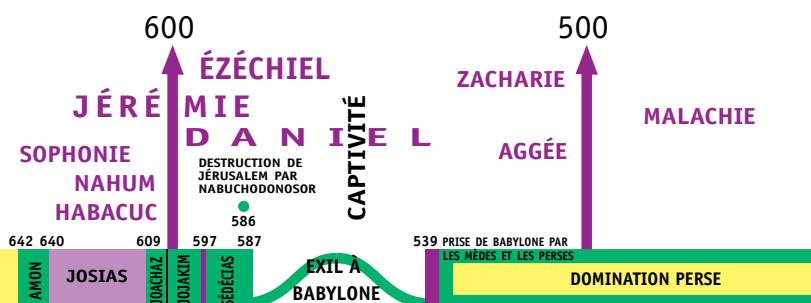 600
500
ÉZÉCHIEL
ZACHARIE
JÉRÉMIE
MALACHIE
DANIEL
CAPTIVITÉ
SOPHONIE
AGGÉE
DESTRUCTION DE
JÉRUSALEM PAR
NABUCHODONOSOR
NAHUM
HABACUC
586
642
640
609
597
587
539
PRISE DE BABYLONE PAR
LES MÈDES ET LES PERSES
AMON
JOSIAS
JOACHAZ
JOJAKIM
SÉDÉCIAS
EXIL À
BABYLONE
DOMINATION PERSE